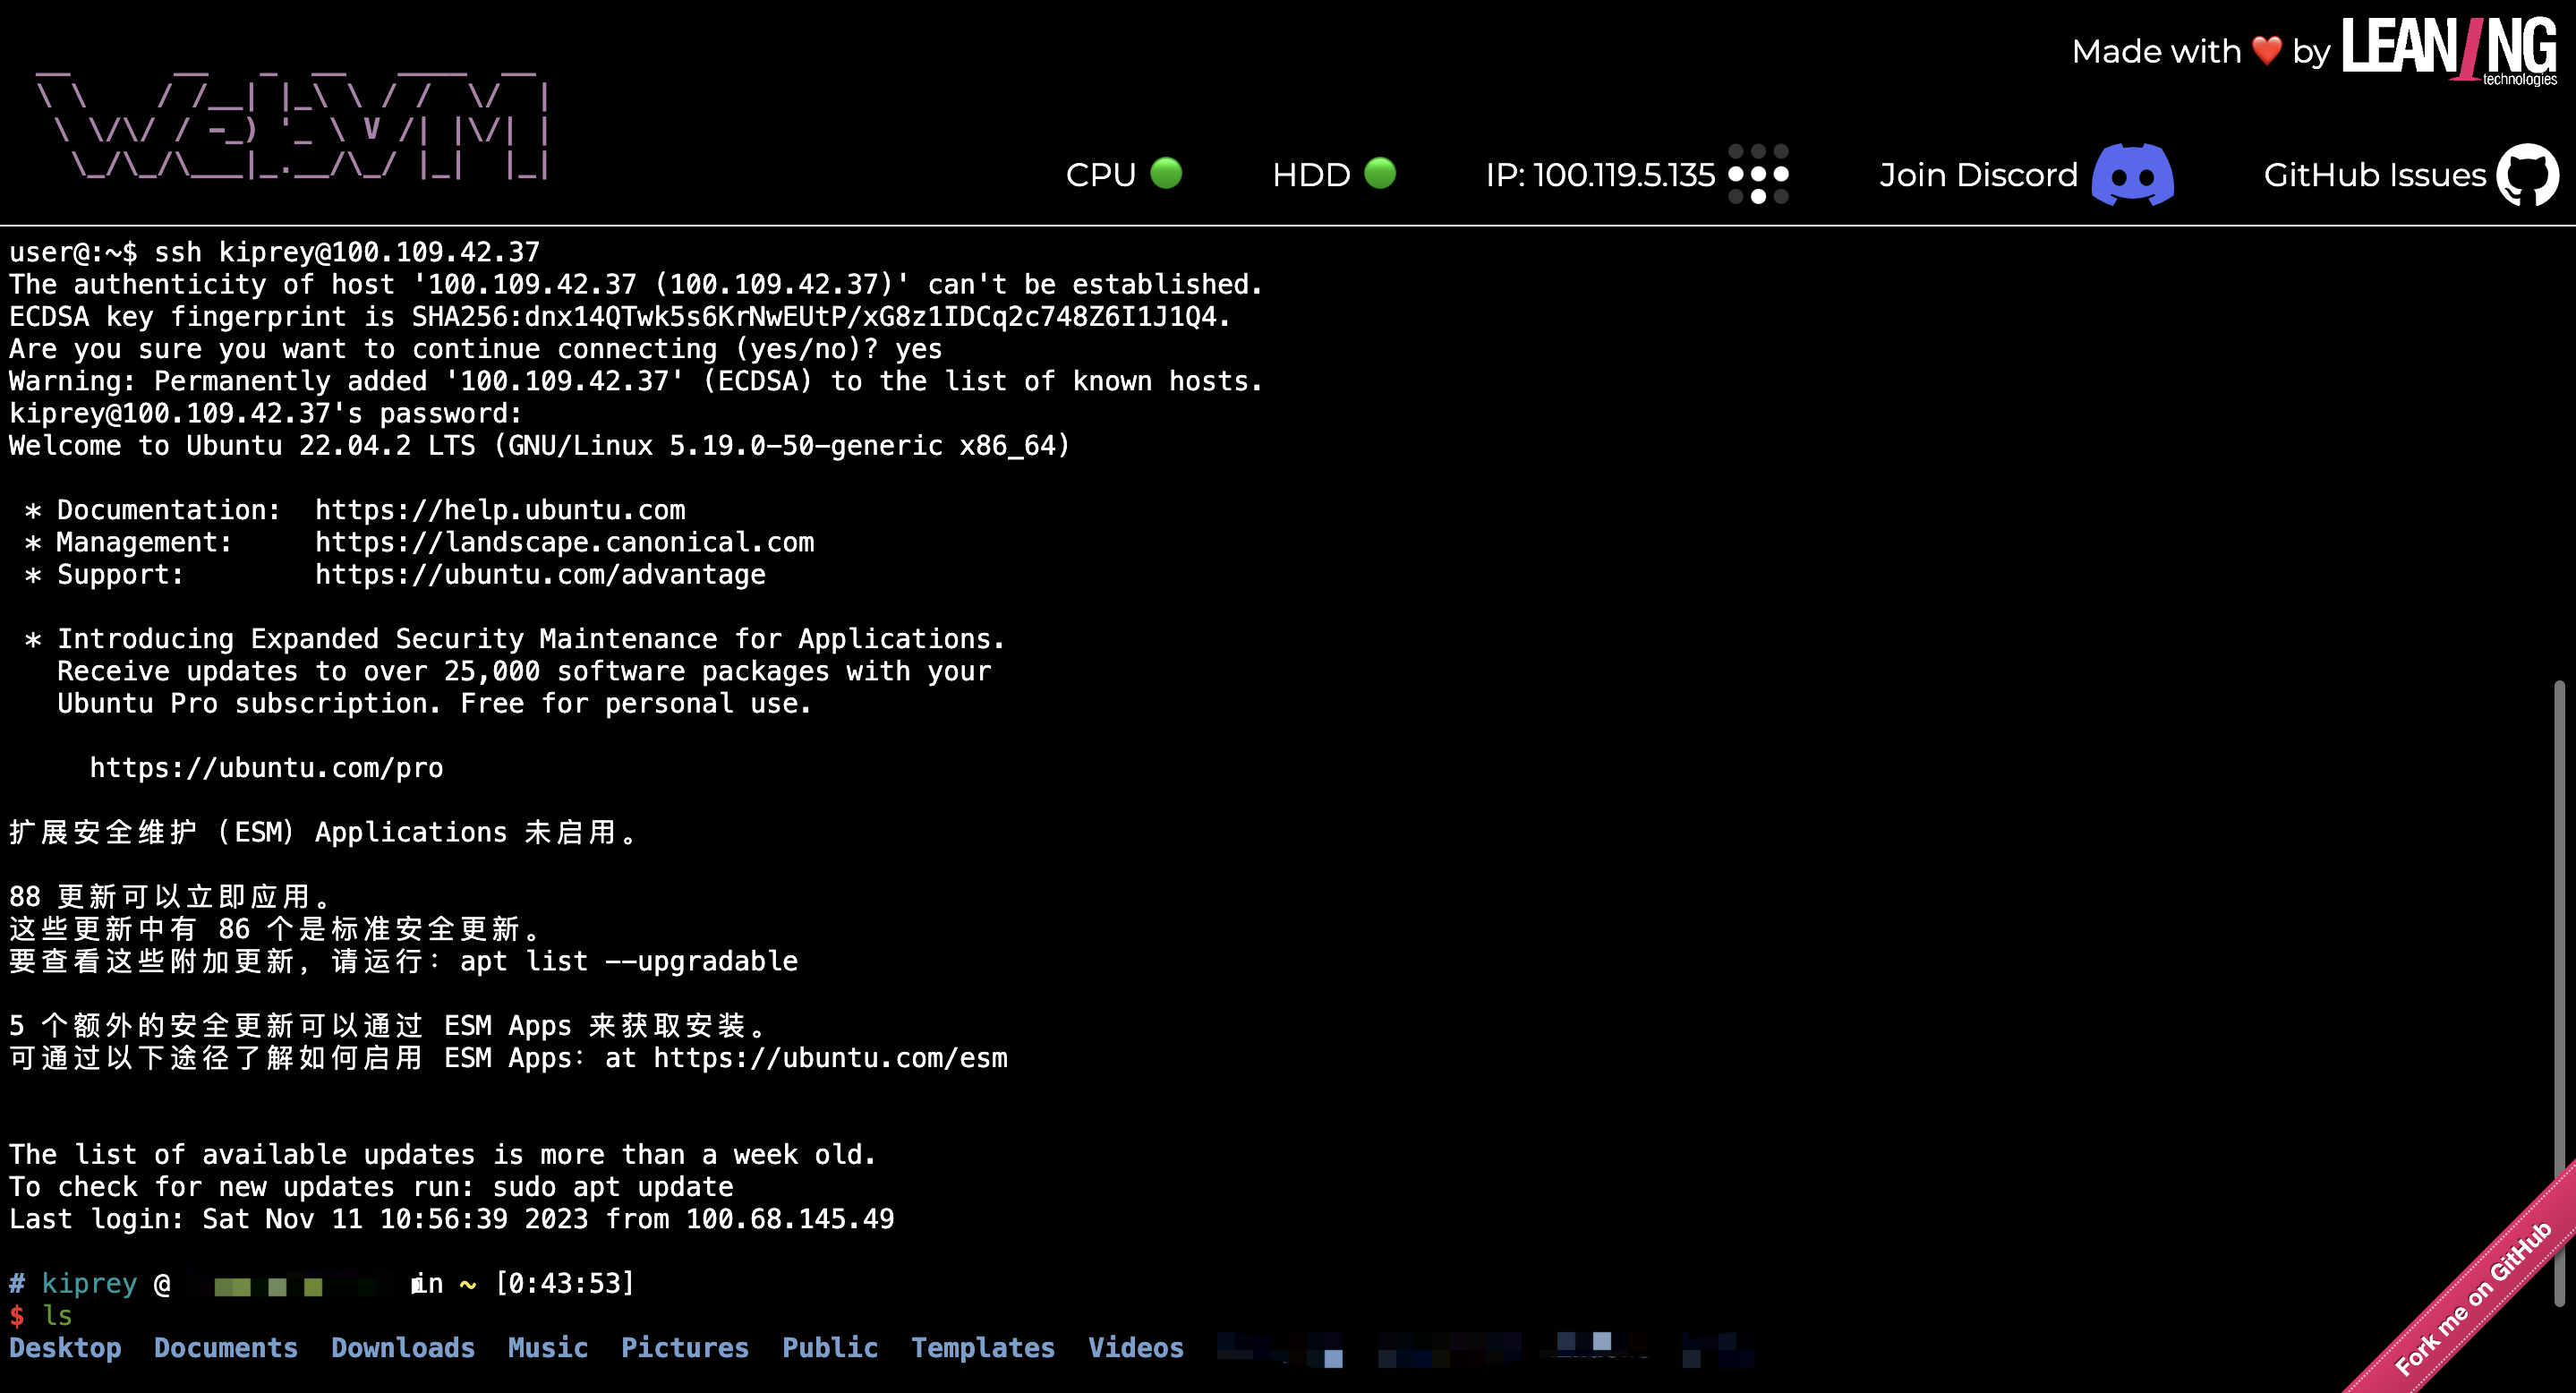 Made with ❤️ by LEANING technologies
WebVM
CPU HDD IP: 100.119.5.135 Join Discord GitHub Issues
user@:~$ ssh kiprey@100.109.42.37
The authenticity of host '100.109.42.37 (100.109.42.37)' can't be established.
ECDSA key fingerprint is SHA256:dnx14QTwk5s6KrNwEUtP/xG8z1IDCq2c748Z6I1J1Q4.
Are you sure you want to continue connecting (yes/no)? yes
Warning: Permanently added '100.109.42.37' (ECDSA) to the list of known hosts.
kiprey@100.109.42.37's password:
Welcome to Ubuntu 22.04.2 LTS (GNU/Linux 5.19.0-50-generic x86_64)
* Documentation:  https://help.ubuntu.com
* Management:     https://landscape.canonical.com
* Support:        https://ubuntu.com/advantage
* Introducing Expanded Security Maintenance for Applications.
Receive updates to over 25,000 software packages with your
Ubuntu Pro subscription. Free for personal use.
https://ubuntu.com/pro
扩展安全维护（ESM）Applications 未启用。
88 更新可以立即应用。
这些更新中有 86 个是标准安全更新。
要查看这些附加更新，请运行：apt list --upgradable
5 个额外的安全更新可以通过 ESM Apps 来获取安装。
可通过以下途径了解如何启用 ESM Apps：at https://ubuntu.com/esm
The list of available updates is more than a week old.
To check for new updates run: sudo apt update
Last login: Sat Nov 11 10:56:39 2023 from 100.68.145.49
# kiprey @ in ~ [0:43:53]
$ ls
Desktop  Documents  Downloads  Music  Pictures  Public  Templates  Videos
Fork me on GitHub